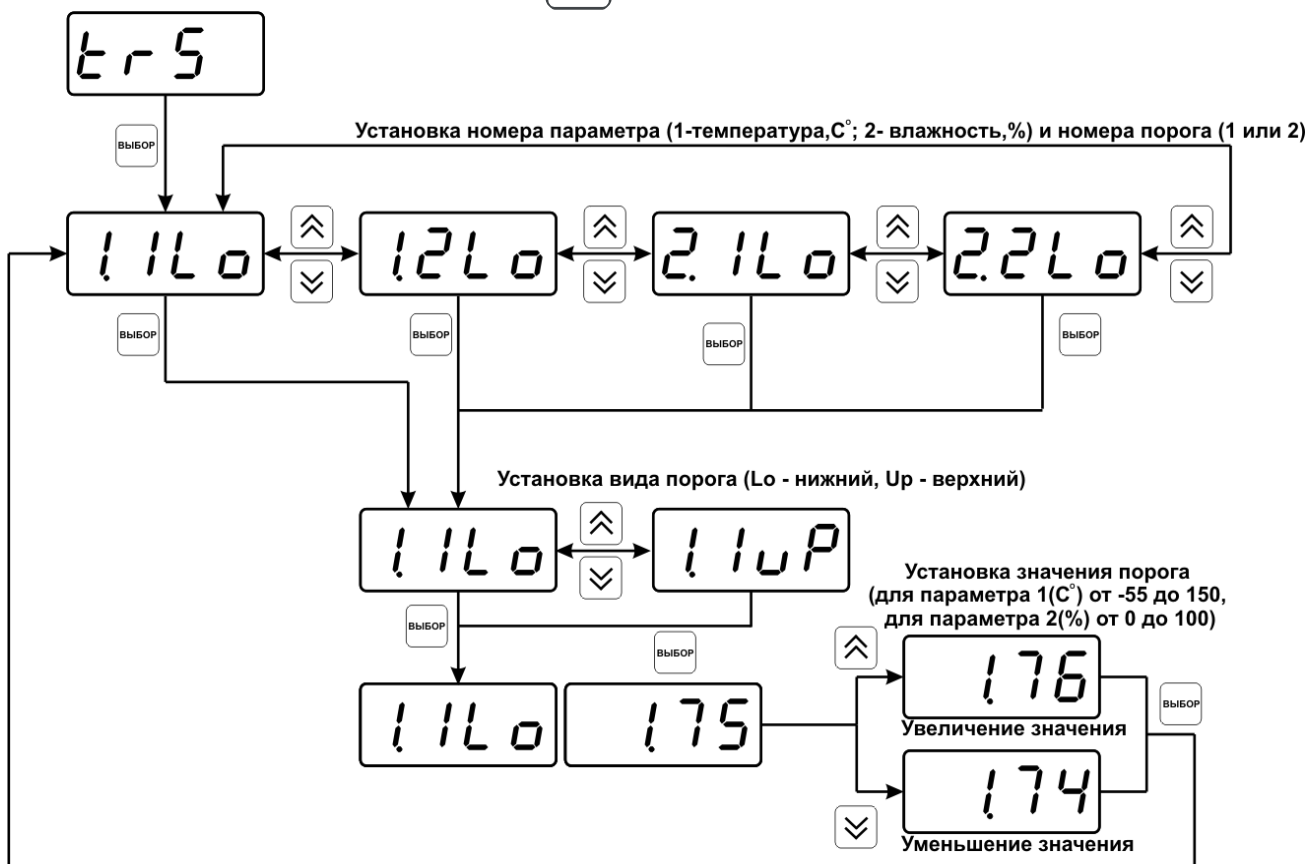 trS
ВЫБОР
Установка номера параметра (1-температура,С°; 2- влажность,%) и номера порога (1 или 2)
1.1Lo
1.2Lo
2.1Lo
2.2Lo
ВЫБОР
ВЫБОР
ВЫБОР
ВЫБОР
Установка вида порога (Lo - нижний, Up - верхний)
1.1Lo
1.1uP
ВЫБОР
ВЫБОР
Установка значения порога
(для параметра 1(С°) от -55 до 150,
для параметра 2(%) от 0 до 100)
1.1Lo
1.75
1.76
ВЫБОР
Увеличение значения
1.74
Уменьшение значения